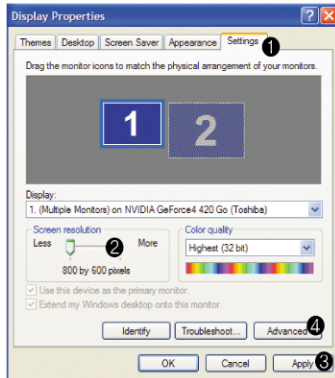 Display Properties
Themes Desktop Screen Saver Appearance Settings
1
Drag the monitor icons to match the physical arrangement of your monitors.
1 2
Display:
1. (Multiple Monitors) on NVIDIA GeForce4 420 Go (Toshiba)
Screen resolution Color quality
Less 2 More Highest (32 bit)
800 by 600 pixels
Use this device as the primary monitor.
Extend my Windows desktop onto this monitor.
Identify Troubleshoot... Advanced 4
OK Cancel Apply 3